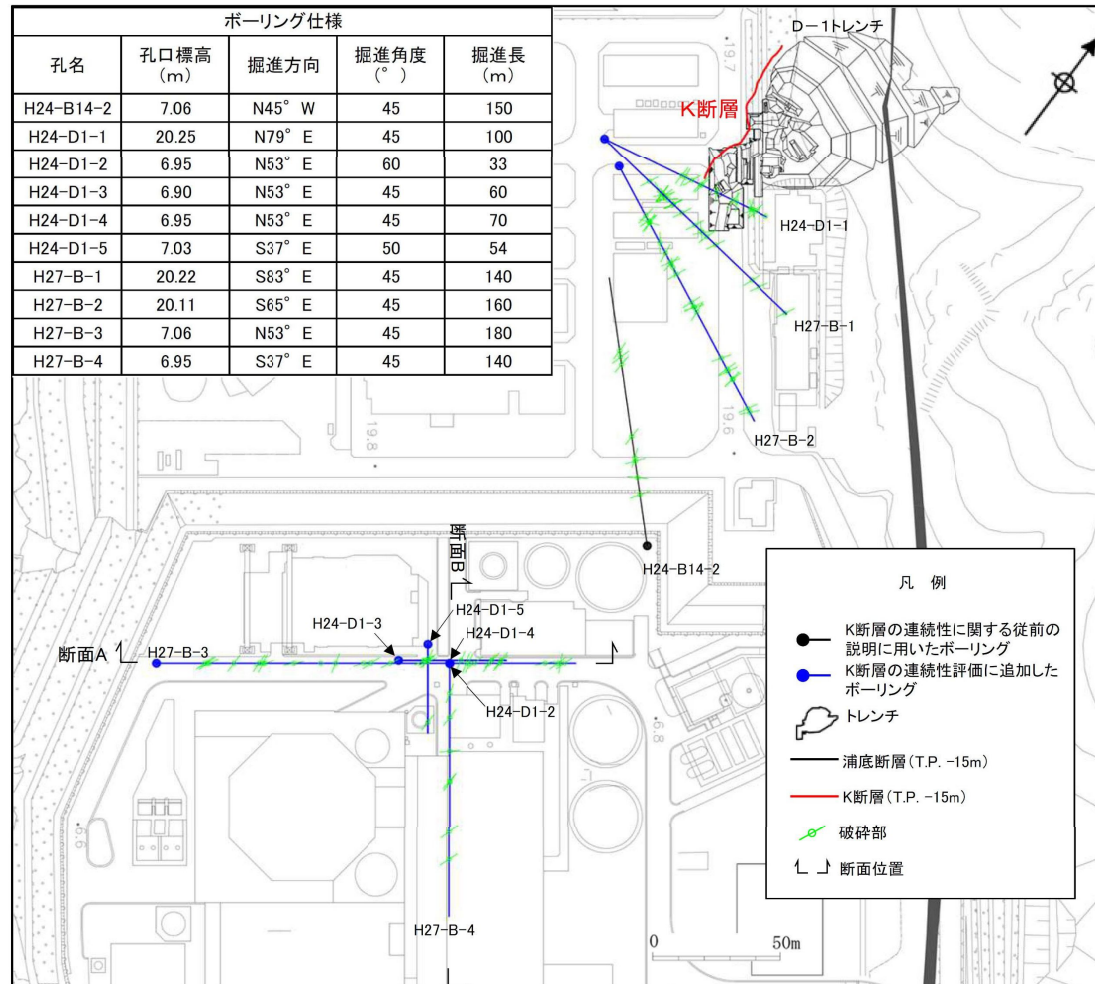 ボーリング仕様
孔名 孔口標高(m) 掘進方向 掘進角度(°) 掘進長(m)
H24-B14-2 7.06 N45° W 45 150
H24-D1-1 20.25 N79° E 45 100
H24-D1-2 6.95 N53° E 60 33
H24-D1-3 6.90 N53° E 45 60
H24-D1-4 6.95 N53° E 45 70
H24-D1-5 7.03 S37° E 50 54
H27-B-1 20.22 S83° E 45 140
H27-B-2 20.11 S65° E 45 160
H27-B-3 7.06 N53° E 45 180
H27-B-4 6.95 S37° E 45 140
D-1トレンチ
19.7
K断層
H24-D1-1
H27-B-1
19.8
19.6
H27-B-2
断面B
H24-B14-2
H24-D1-5
H24-D1-3
H24-D1-4
断面A
H27-B-3
H24-D1-2
H27-B-4
凡 例
K断層の連続性に関する従前の
説明に用いたボーリング
K断層の連続性評価に追加した
ボーリング
トレンチ
浦底断層(T.P. -15m)
K断層(T.P. -15m)
破砕部
断面位置
0 50m